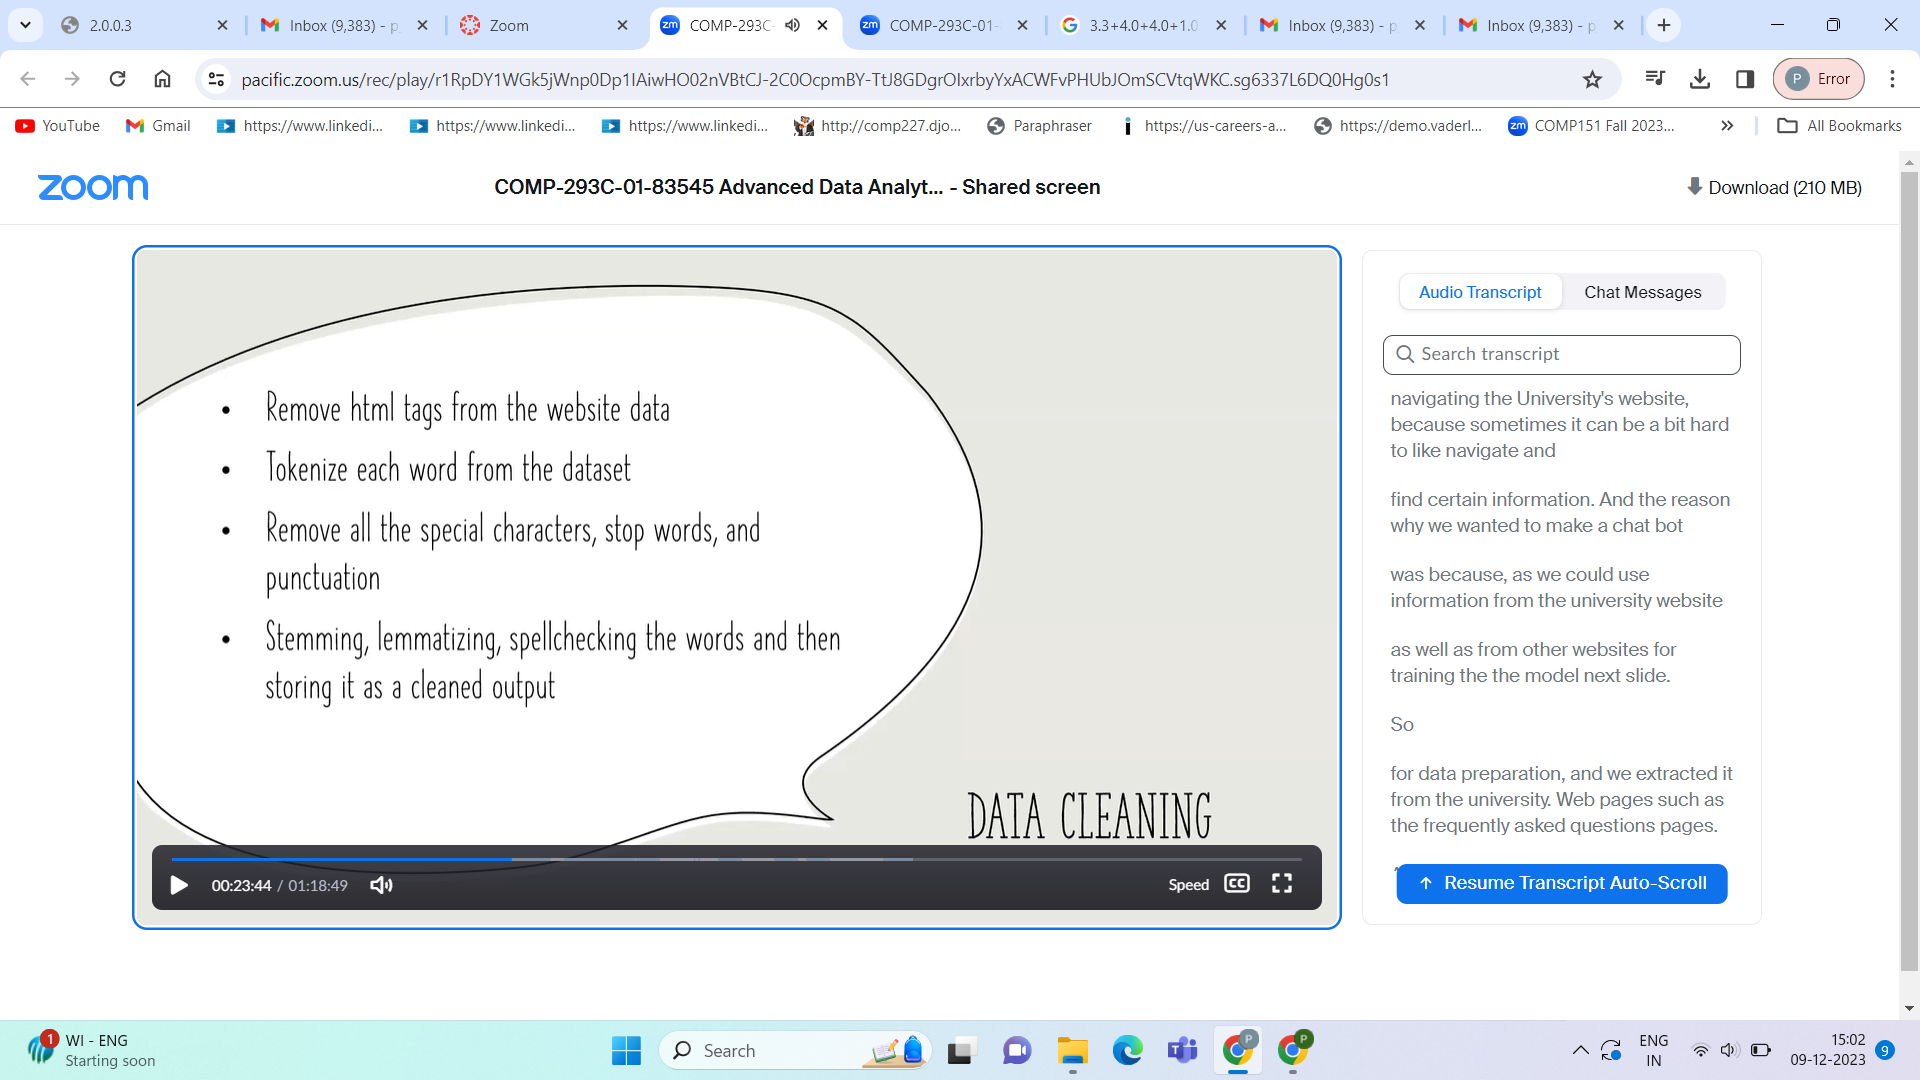 2.0.0.3
Inbox (9,383) - p
Zoom
COMP-293C-
COMP-293C-01-
3.3+4.0+4.0+1.0
Inbox (9,383) - p
Inbox (9,383) - p
pacific.zoom.us/rec/play/r1RpDY1WGk5jWnp0Dp1IAiwHO02nVBtCJ-2C0OcpmBY-TtJ8GDgrOlxrbyYxACWFvPHUbJOmSCVtqWKC.sg6337L6DQ0Hg0s1
P Error
YouTube
Gmail
https://www.linkedi...
https://www.linkedi...
https://www.linkedi...
http://comp227.djo...
Paraphraser
https://us-careers-a...
https://demo.vaderl...
zm COMP151 Fall 2023...
All Bookmarks
zoom
COMP-293C-01-83545 Advanced Data Analyt... - Shared screen
Download (210 MB)
• Remove html tags from the website data
• Tokenize each word from the dataset
• Remove all the special characters, stop words, and
punctuation
• Stemming, lemmatizing, spellchecking the words and then
storing it as a cleaned output
DATA CLEANING
00:23:44 / 01:18:49
Speed
CC
Audio Transcript
Chat Messages
Search transcript
navigating the University's website,
because sometimes it can be a bit hard
to like navigate and
find certain information. And the reason
why we wanted to make a chat bot
was because, as we could use
information from the university website
as well as from other websites for
training the the model next slide.
So
for data preparation, and we extracted it
from the university. Web pages such as
the frequently asked questions pages.
Resume Transcript Auto-Scroll
1
WI - ENG
Starting soon
Search
ENG
IN
15:02
09-12-2023
9